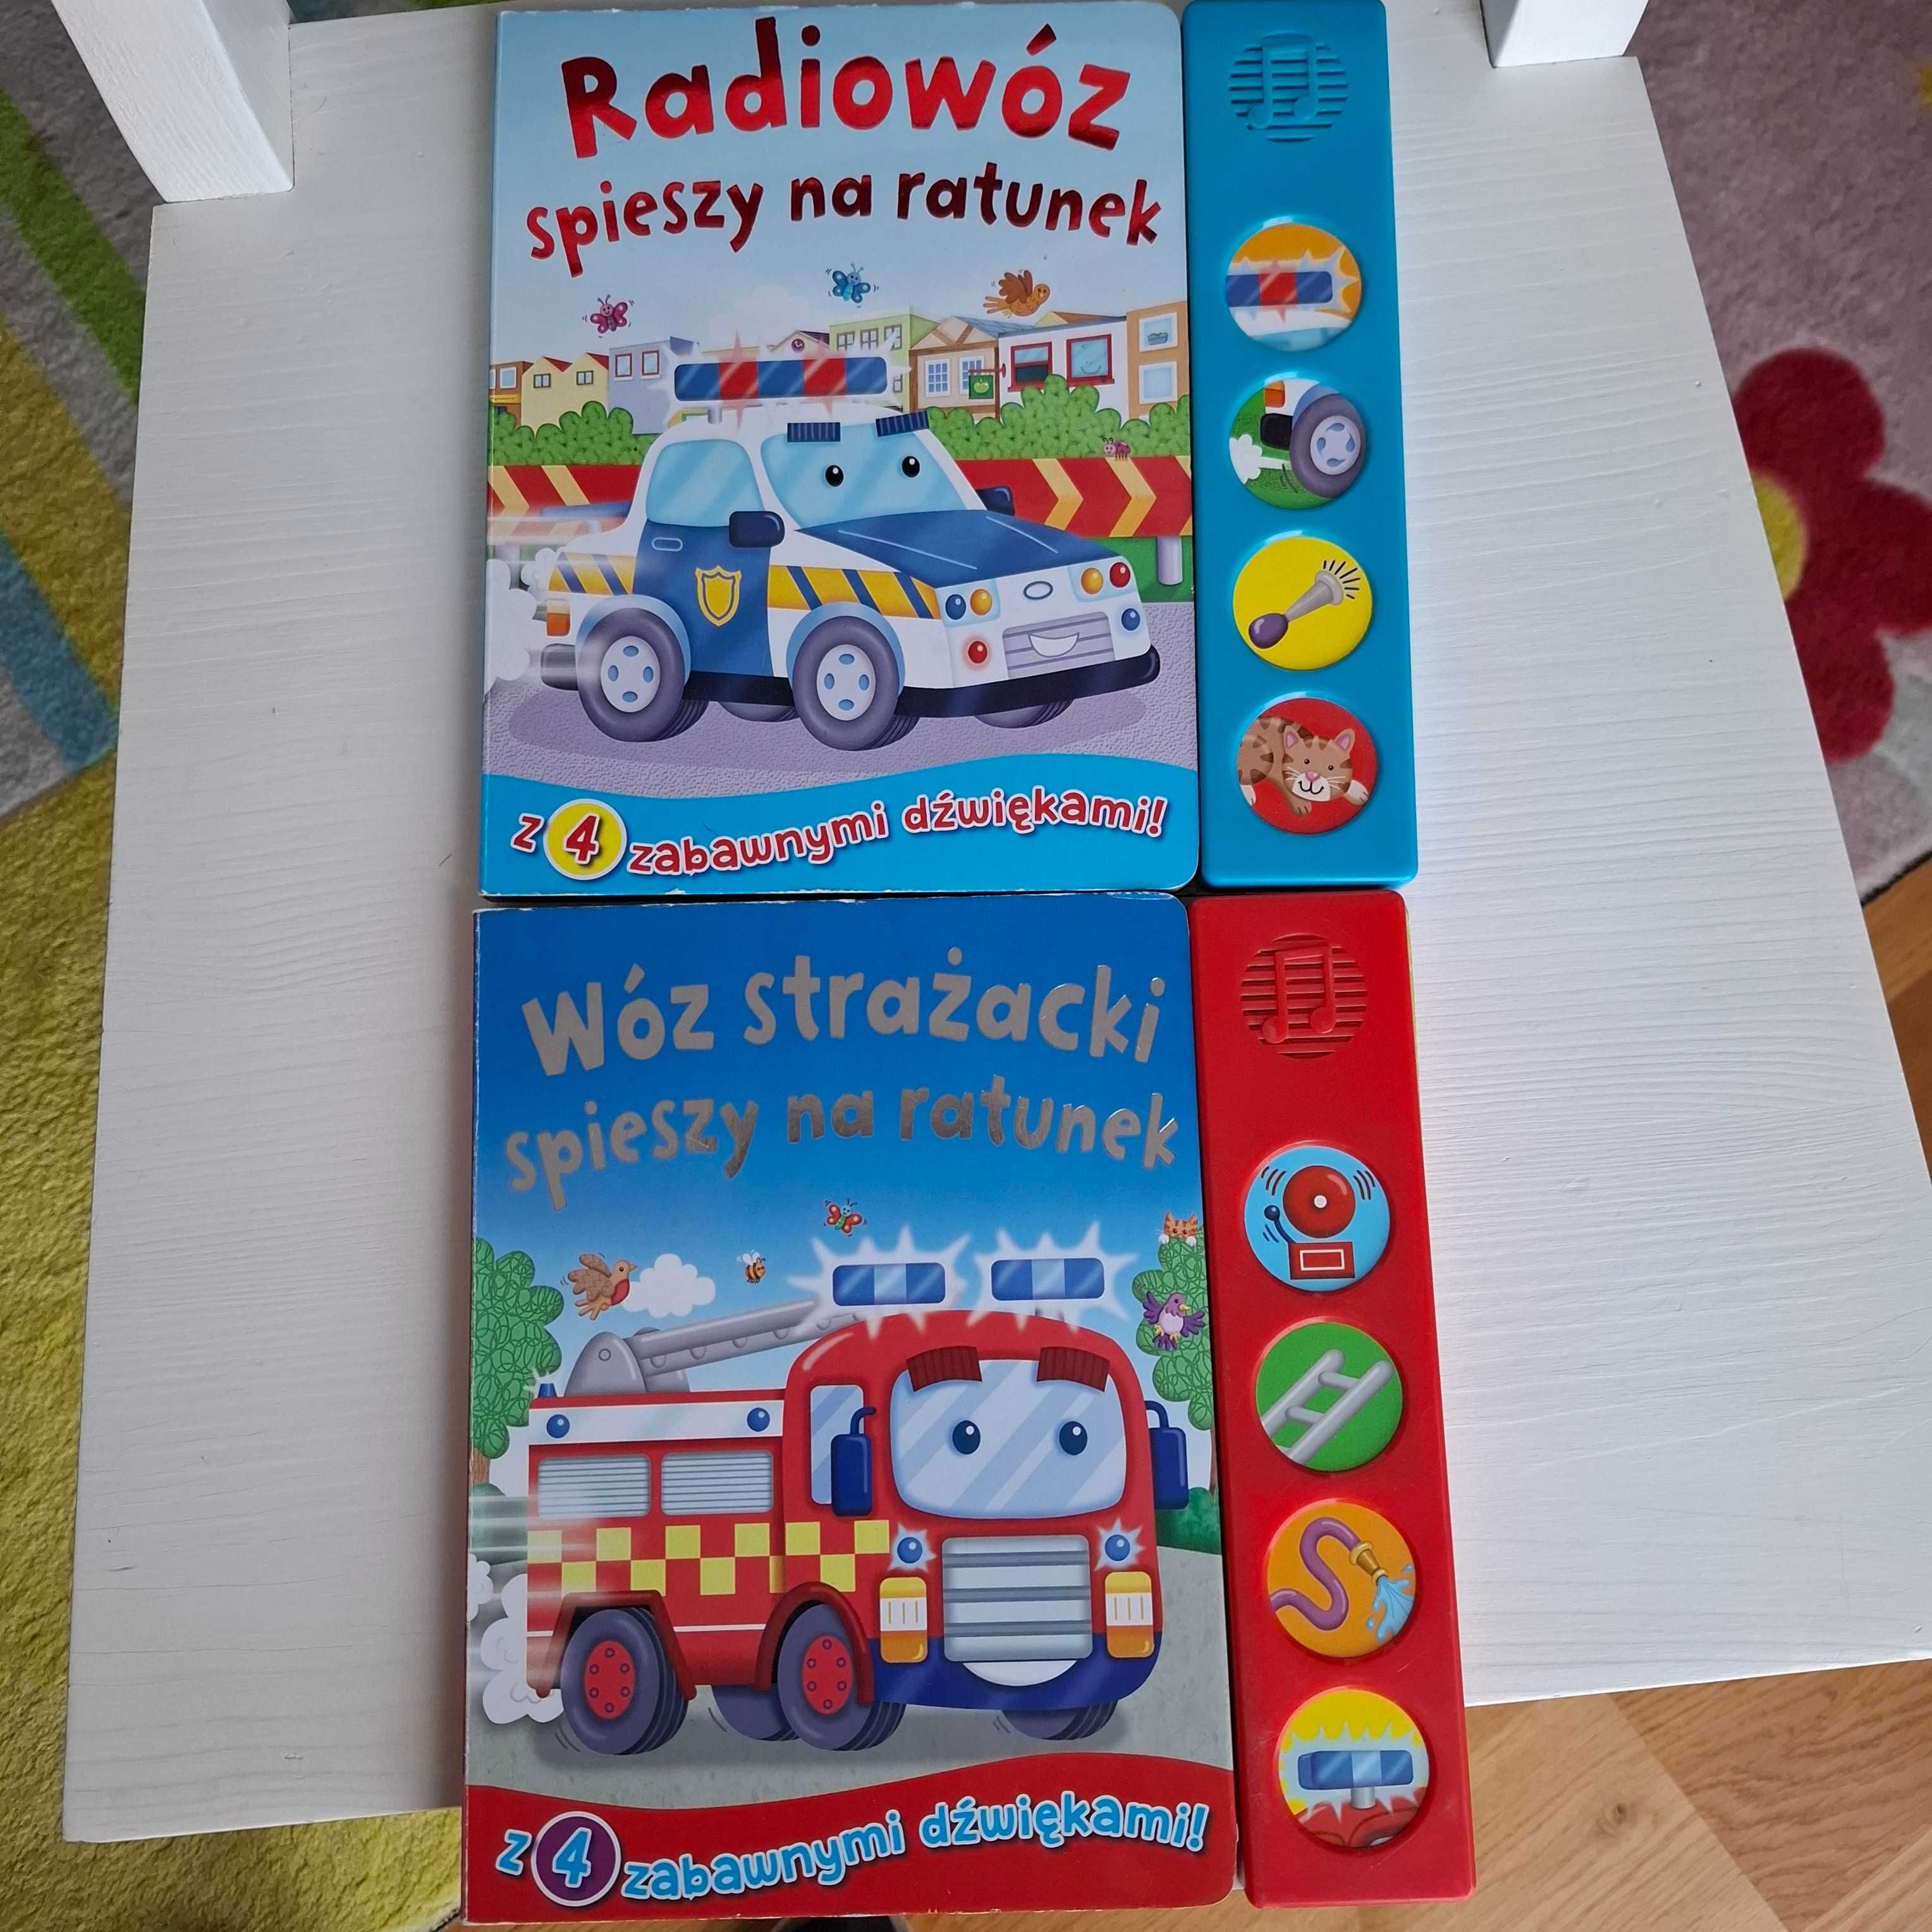 Radiowóz
spieszy na ratunek
z 4 zabawnymi dźwiękami!
Wóz strażacki
spieszy na ratunek
z 4 zabawnymi dźwiękami!